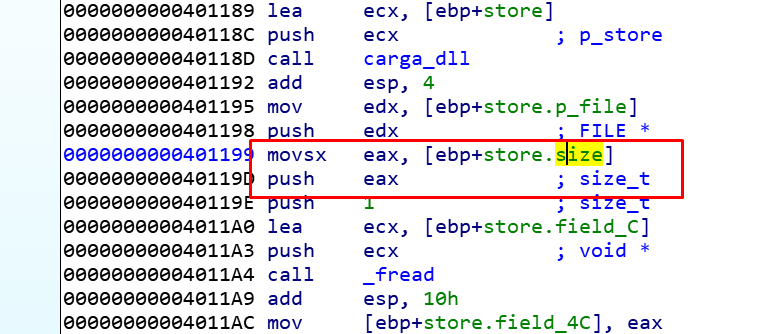 0000000000401189 lea     ecx, [ebp+store]
000000000040118C push    ecx             ; p_store
000000000040118D call    carga_dll
0000000000401192 add     esp, 4
0000000000401195 mov     edx, [ebp+store.p_file]
0000000000401198 push    edx             ; FILE *
0000000000401199 movsx   eax, [ebp+store.size]
000000000040119D push    eax             ; size_t
000000000040119E push    1               ; size_t
00000000004011A0 lea     ecx, [ebp+store.field_C]
00000000004011A3 push    ecx             ; void *
00000000004011A4 call    _fread
00000000004011A9 add     esp, 10h
00000000004011AC mov     [ebp+store.field_4C], eax